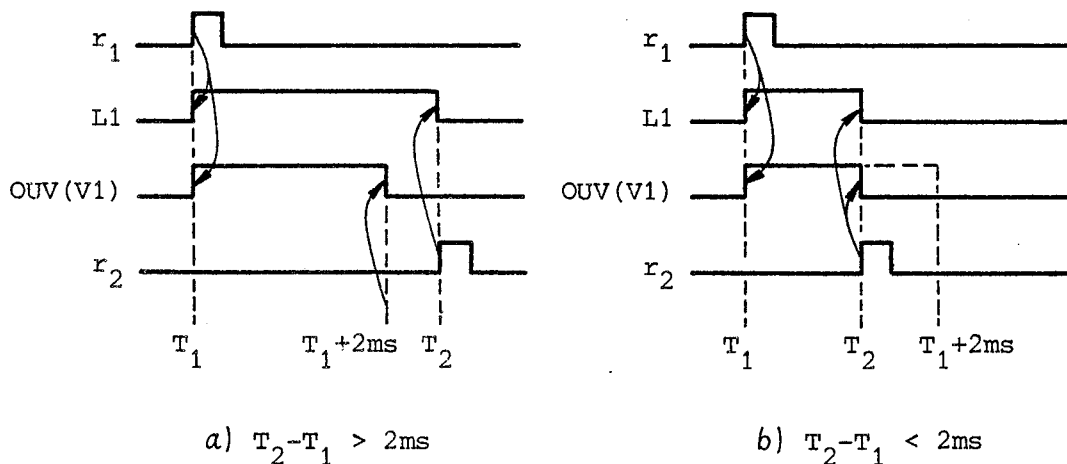 r₁
L1
OUV(V1)
r₂
T₁ T₁+2ms T₂
a) T₂-T₁ > 2ms
r₁
L1
OUV(V1)
r₂
T₁ T₂ T₁+2ms
b) T₂-T₁ < 2ms